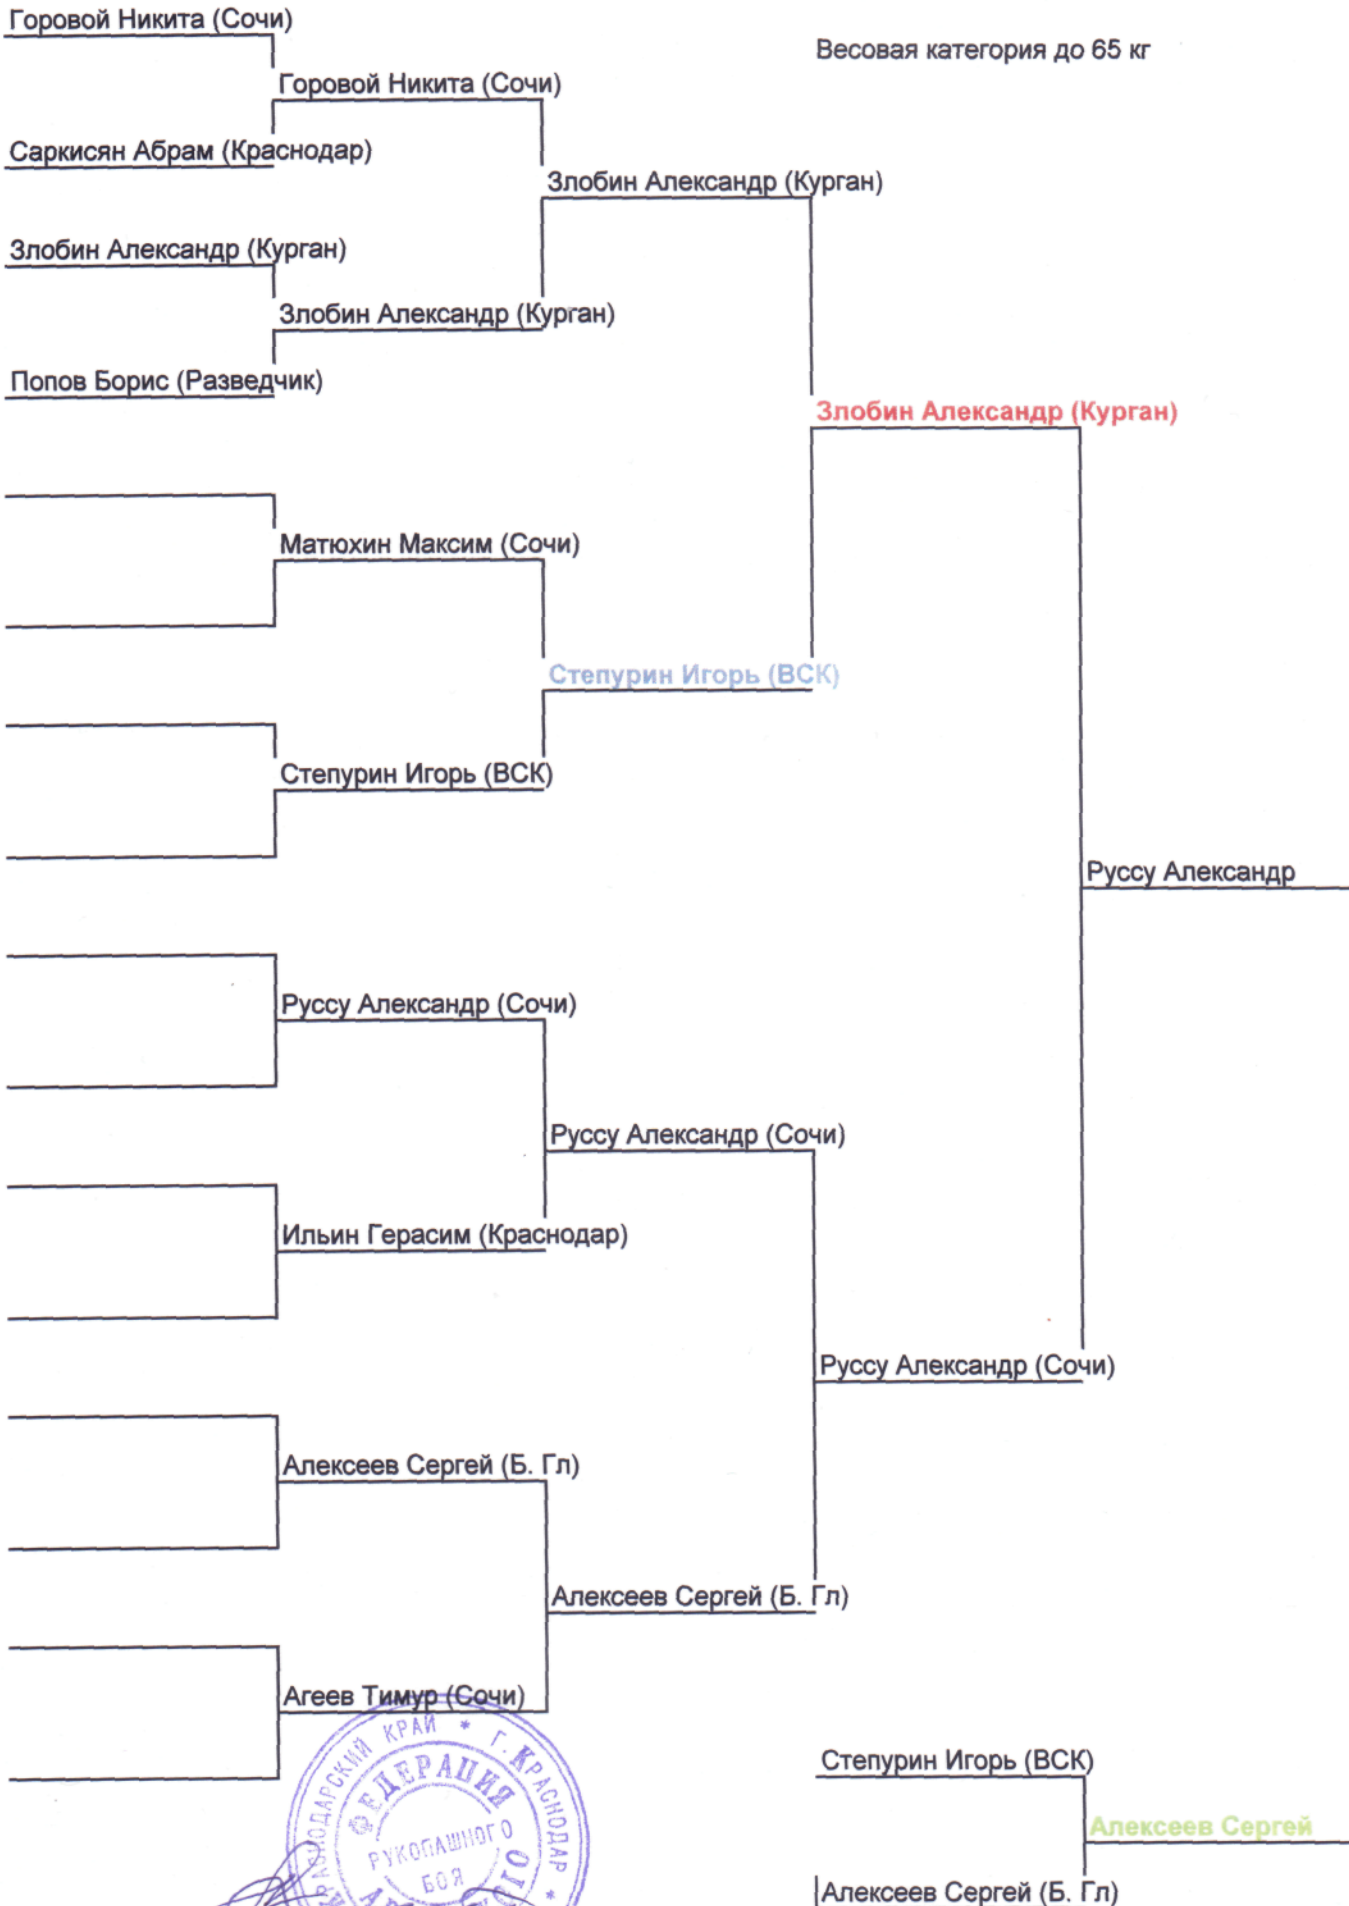 Горовой Никита (Сочи)
Весовая категория до 65 кг
Горовой Никита (Сочи)
Саркисян Абрам (Краснодар)
Злобин Александр (Курган)
Злобин Александр (Курган)
Злобин Александр (Курган)
Попов Борис (Разведчик)
Злобин Александр (Курган)
Матюхин Максим (Сочи)
Степурин Игорь (ВСК)
Степурин Игорь (ВСК)
Руссу Александр
Руссу Александр (Сочи)
Руссу Александр (Сочи)
Ильин Герасим (Краснодар)
Руссу Александр (Сочи)
Алексеев Сергей (Б. Гл)
Алексеев Сергей (Б. Гл)
Агеев Тимур (Сочи)
КРАСНОДАРСКИЙ КРАЙ * Г. КРАСНОДАР *
ФЕДЕРАЦИЯ
РУКОПАШНОГО
БОЯ
Степурин Игорь (ВСК)
Алексеев Сергей
Алексеев Сергей (Б. Гл)